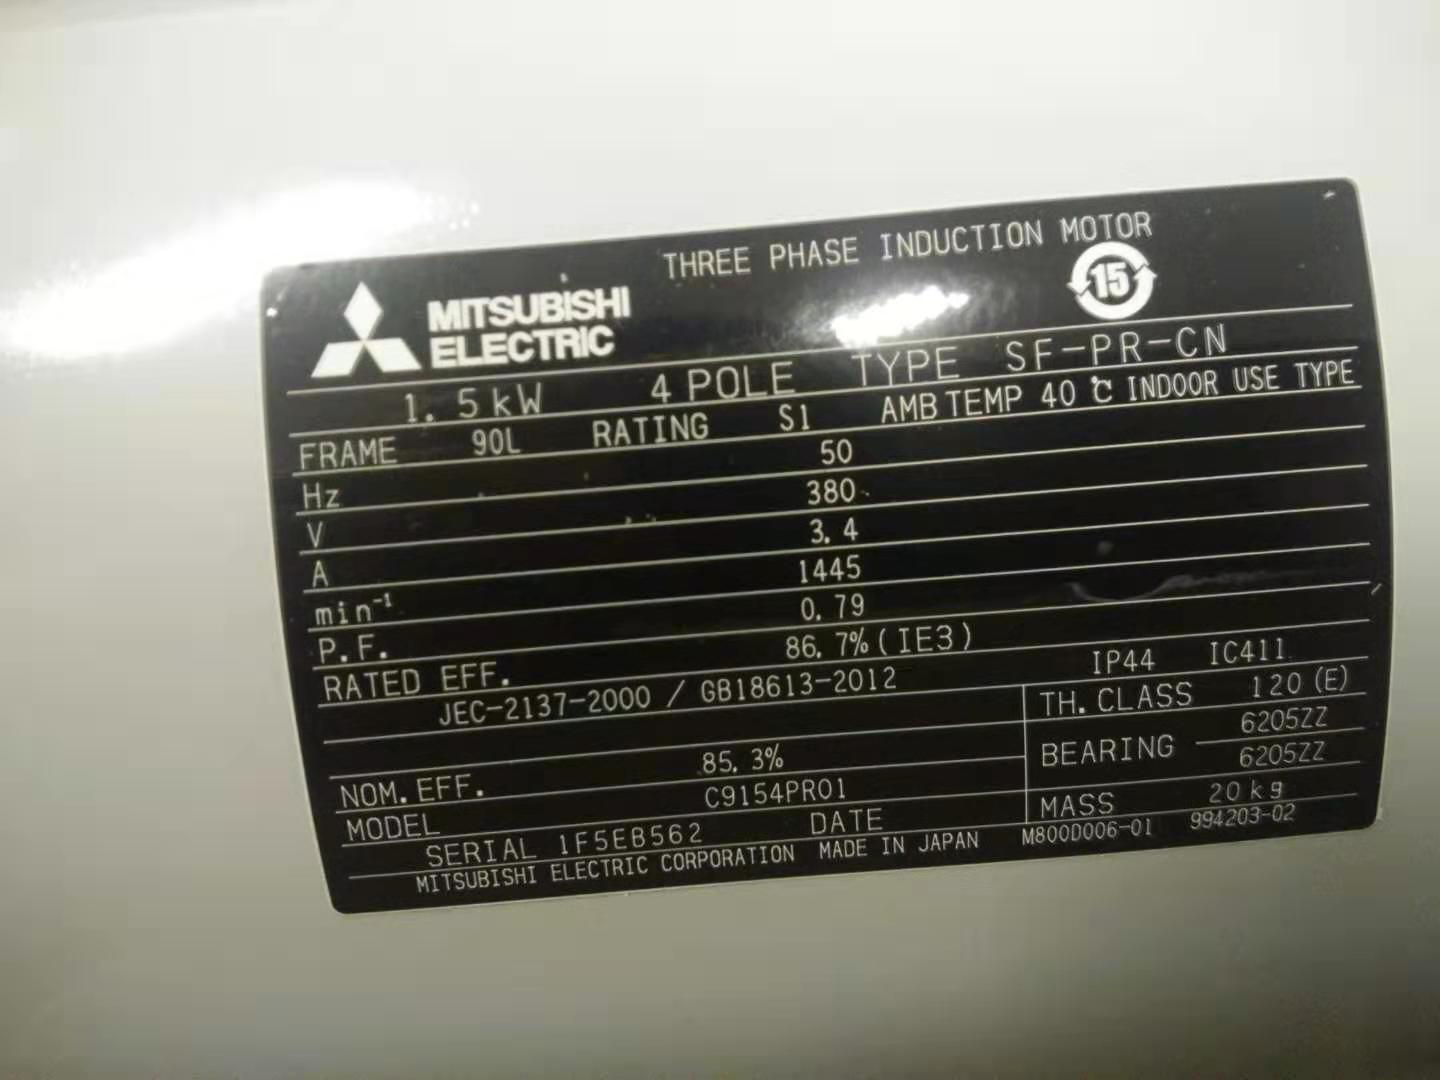 THREE PHASE INDUCTION MOTOR
MITSUBISHI
ELECTRIC
15
1.5kW 4 POLE TYPE SF-PR-CN
FRAME 90L RATING S1 AMB TEMP 40 ℃ INDOOR USE TYPE
Hz 50
V 380
A 3.4
min⁻¹ 1445
P.F. 0.79
RATED EFF. 86.7%(IE3)
JEC-2137-2000 / GB18613-2012 IP44 IC411
TH. CLASS 120(E)
BEARING 6205ZZ
6205ZZ
NOM. EFF. 85.3%
MODEL C9154PR01
MASS 20kg
SERIAL 1F5EB562 DATE
MITSUBISHI ELECTRIC CORPORATION MADE IN JAPAN M800D006-01 994203-02